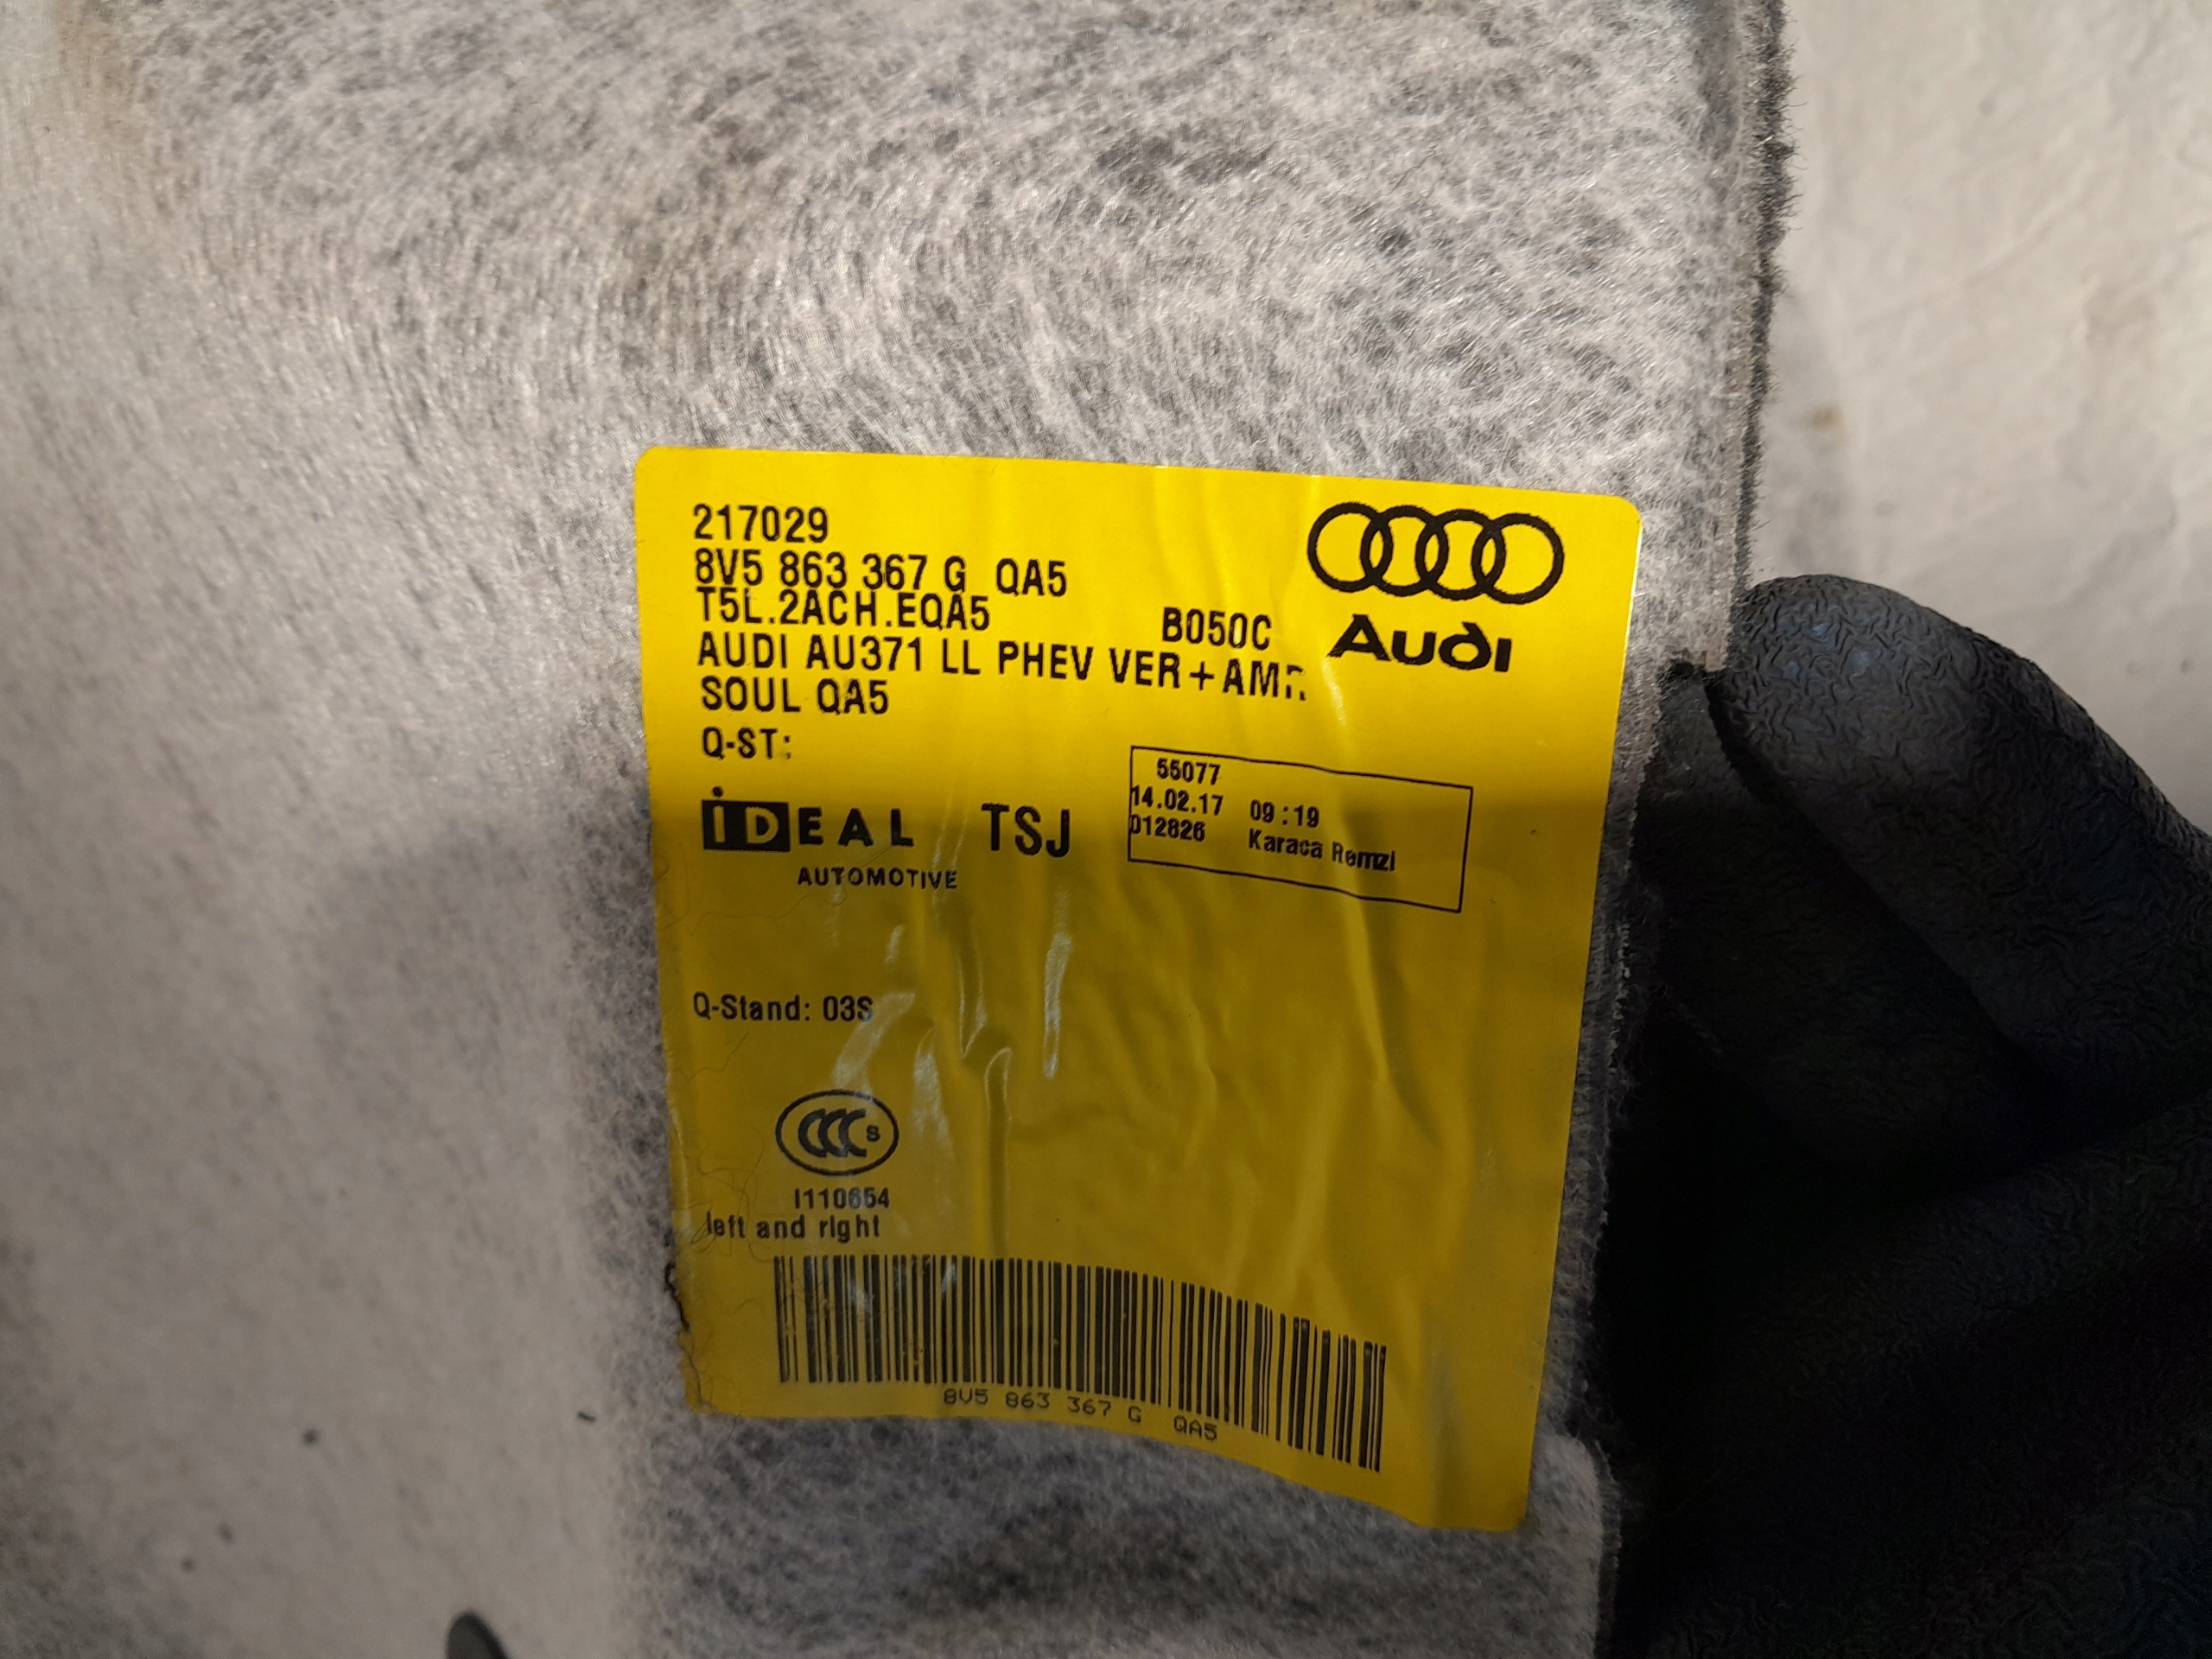 217029
8V5 863 367 G QA5
T5L.2ACH.EQA5 B050C
AUDI AU371 LL PHEV VER+AMR
SOUL QA5
Q-ST:
Audi
iDEAL TSJ
AUTOMOTIVE
55077
14.02.17 09:19
012826 Karaca Remzi
Q-Stand: 03S
CCC S
I110654
left and right
8V5 863 367 G QA5